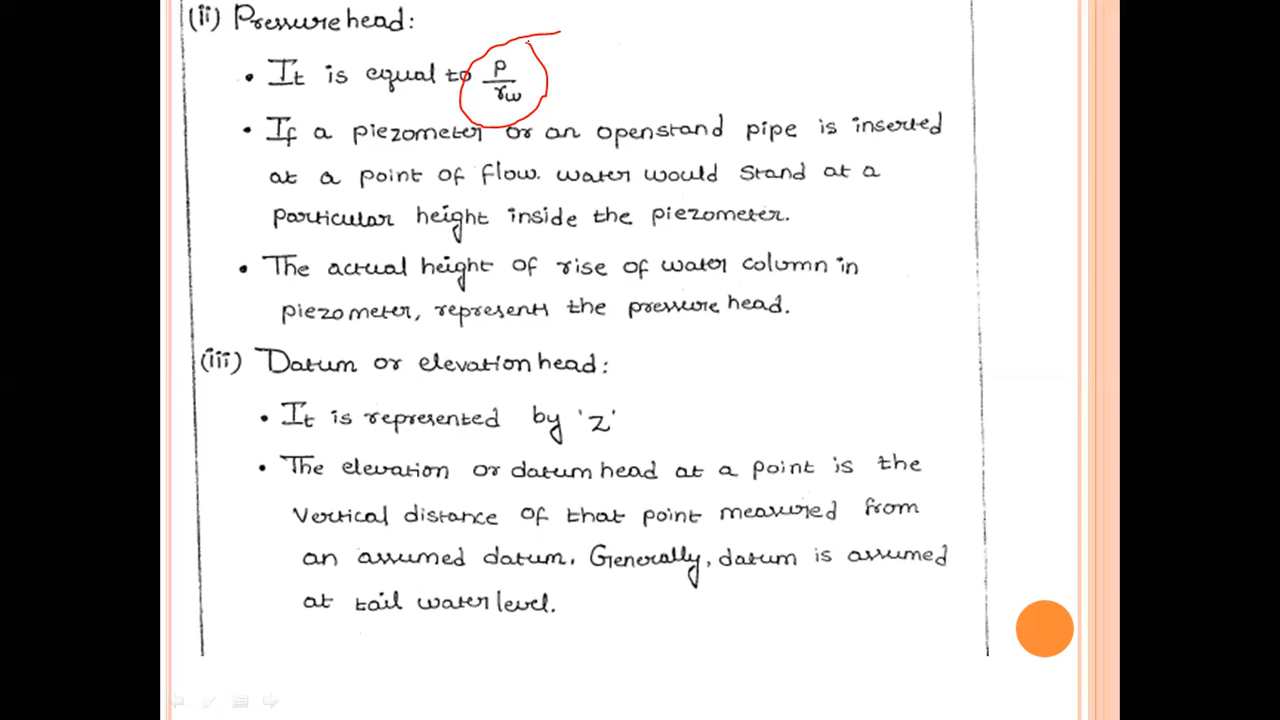 (ii) Pressure head:
• It is equal to P/γw
• If a piezometer or an openstand pipe is inserted
at a point of flow. water would stand at a
particular height inside the piezometer.
• The actual height of rise of water column in
piezometer, represents the pressure head.
(iii) Datum or elevation head:
• It is represented by 'z'
• The elevation or datum head at a point is the
vertical distance of that point measured from
an assumed datum. Generally, datum is assumed
at tail water level.